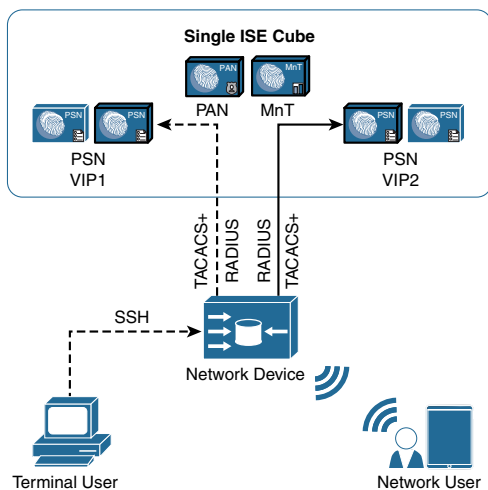 Single ISE Cube
PAN
MnT
PAN MnT
PSN
PSN
PSN
PSN
PSN
VIP1
PSN
VIP2
TACACS+
RADIUS
RADIUS
TACACS+
SSH
Network Device
Terminal User
Network User